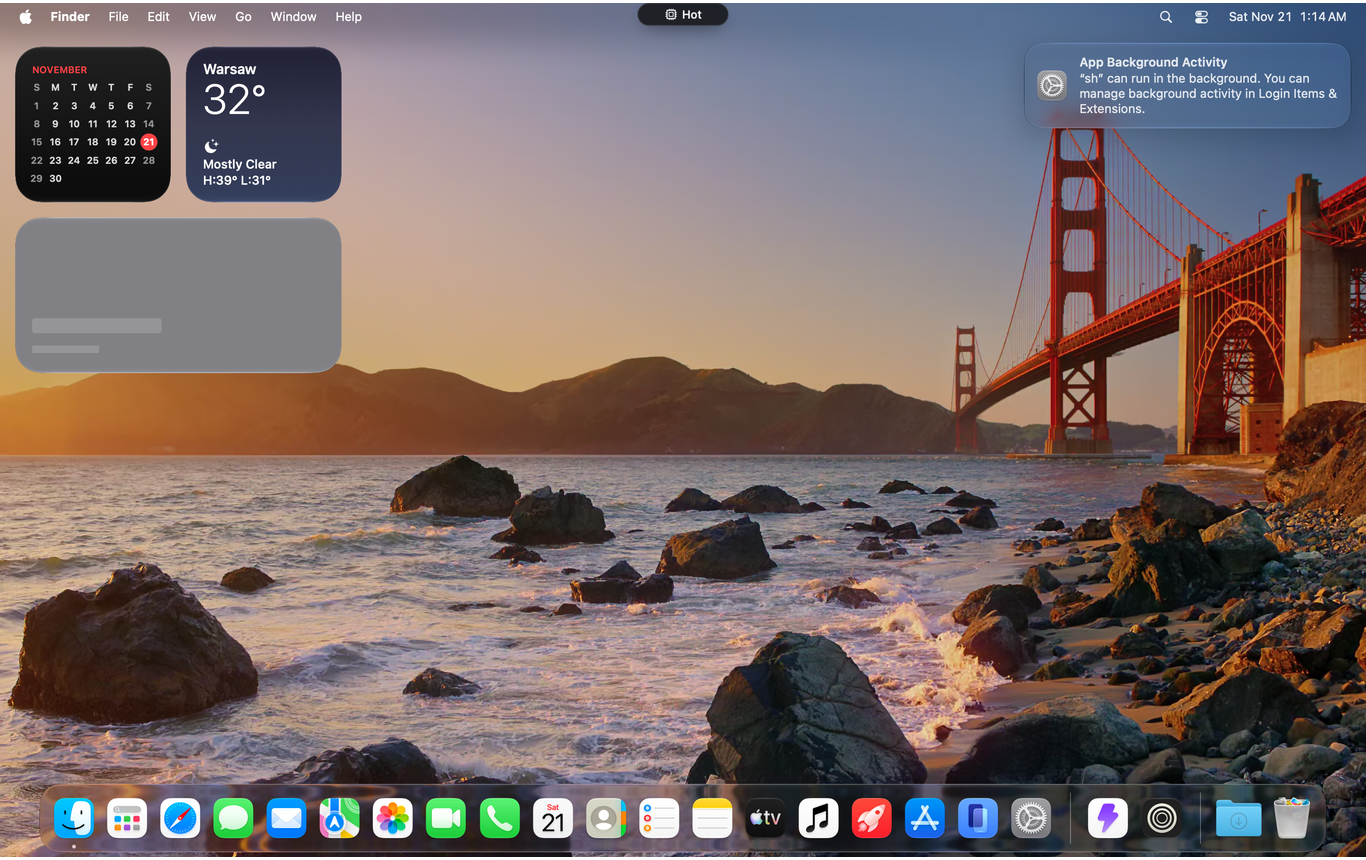 Finder File Edit View Go Window Help
Hot
Sat Nov 21 1:14 AM
NOVEMBER
S M T W T F S
1 2 3 4 5 6 7
8 9 10 11 12 13 14
15 16 17 18 19 20 21
22 23 24 25 26 27 28
29 30
Warsaw
32°
Mostly Clear
H:39° L:31°
App Background Activity
“sh” can run in the background. You can
manage background activity in Login Items &
Extensions.
tv
Sat
21